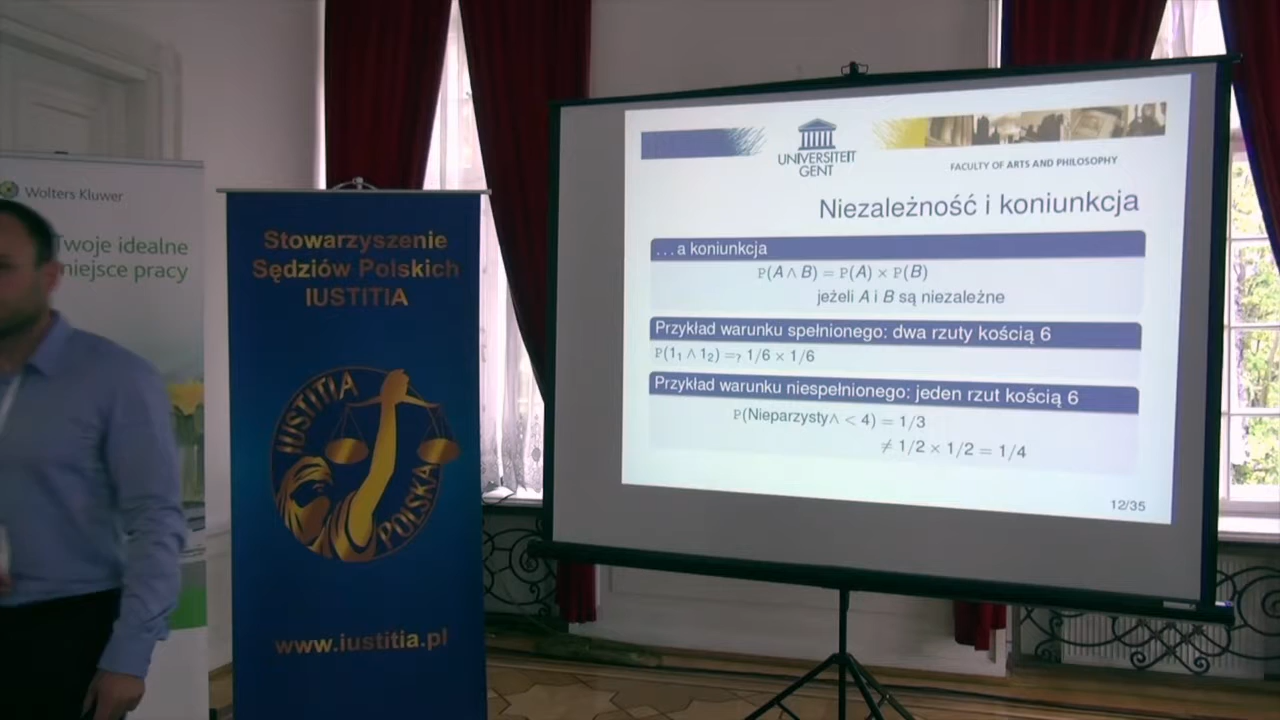 Wolters Kluwer
Twoje idealne
miejsce pracy
Stowarzyszenie
Sędziów Polskich
IUSTITIA
IUSTITIA
POLSKA
www.iustitia.pl
UNIVERSITEIT
GENT
FACULTY OF ARTS AND PHILOSOPHY
Niezależność i koniunkcja
...a koniunkcja
P(A ∧ B) = P(A) × P(B)
jeżeli A i B są niezależne
Przykład warunku spełnionego: dwa rzuty kością 6
P(1₁ ∧ 1₂) =? 1/6 × 1/6
Przykład warunku niespełnionego: jeden rzut kością 6
P(Nieparzysty∧ < 4) = 1/3
≠ 1/2 × 1/2 = 1/4
12/35